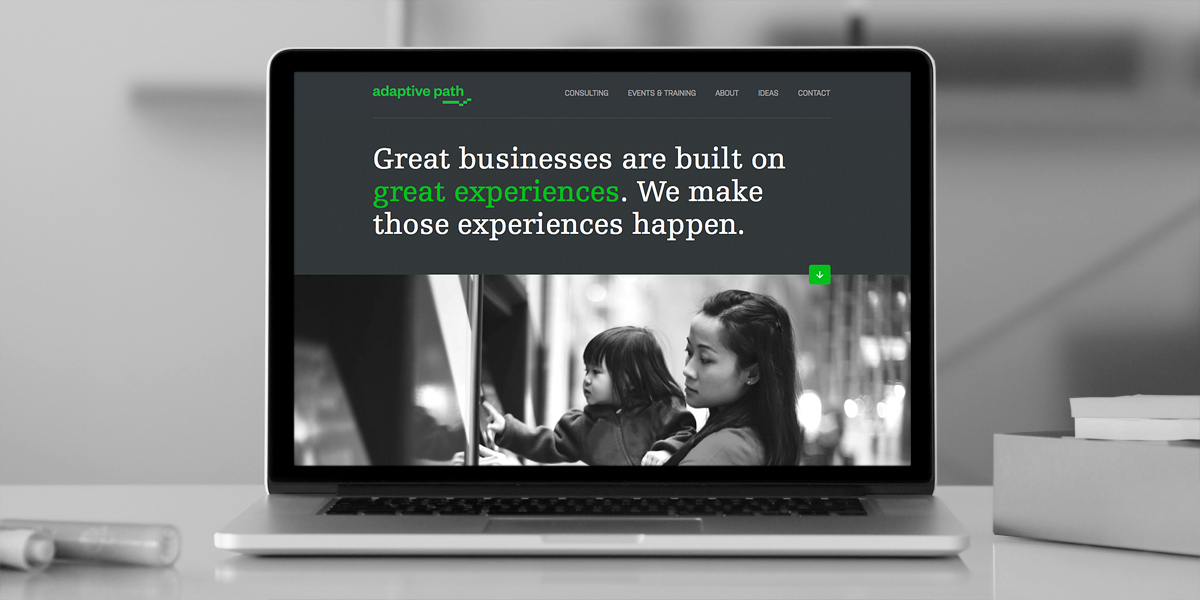 adaptive path
CONSULTING EVENTS & TRAINING ABOUT IDEAS CONTACT
Great businesses are built on
great experiences. We make
those experiences happen.